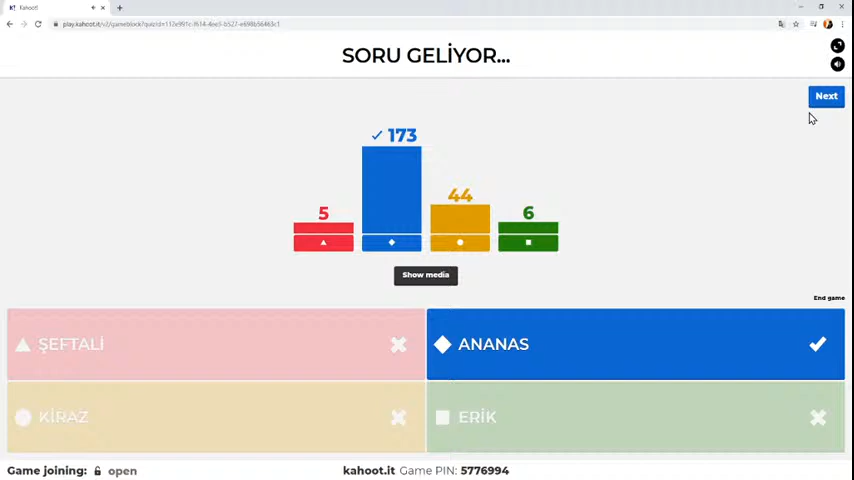 Kahoot!
play.kahoot.it/v2/gameblock?quizId=
SORU GELİYOR...
Next
173
44
5
6
Show media
End game
ŞEFTALİ
ANANAS
KİRAZ
ERİK
Game joining: open
kahoot.it Game PIN: 5776994